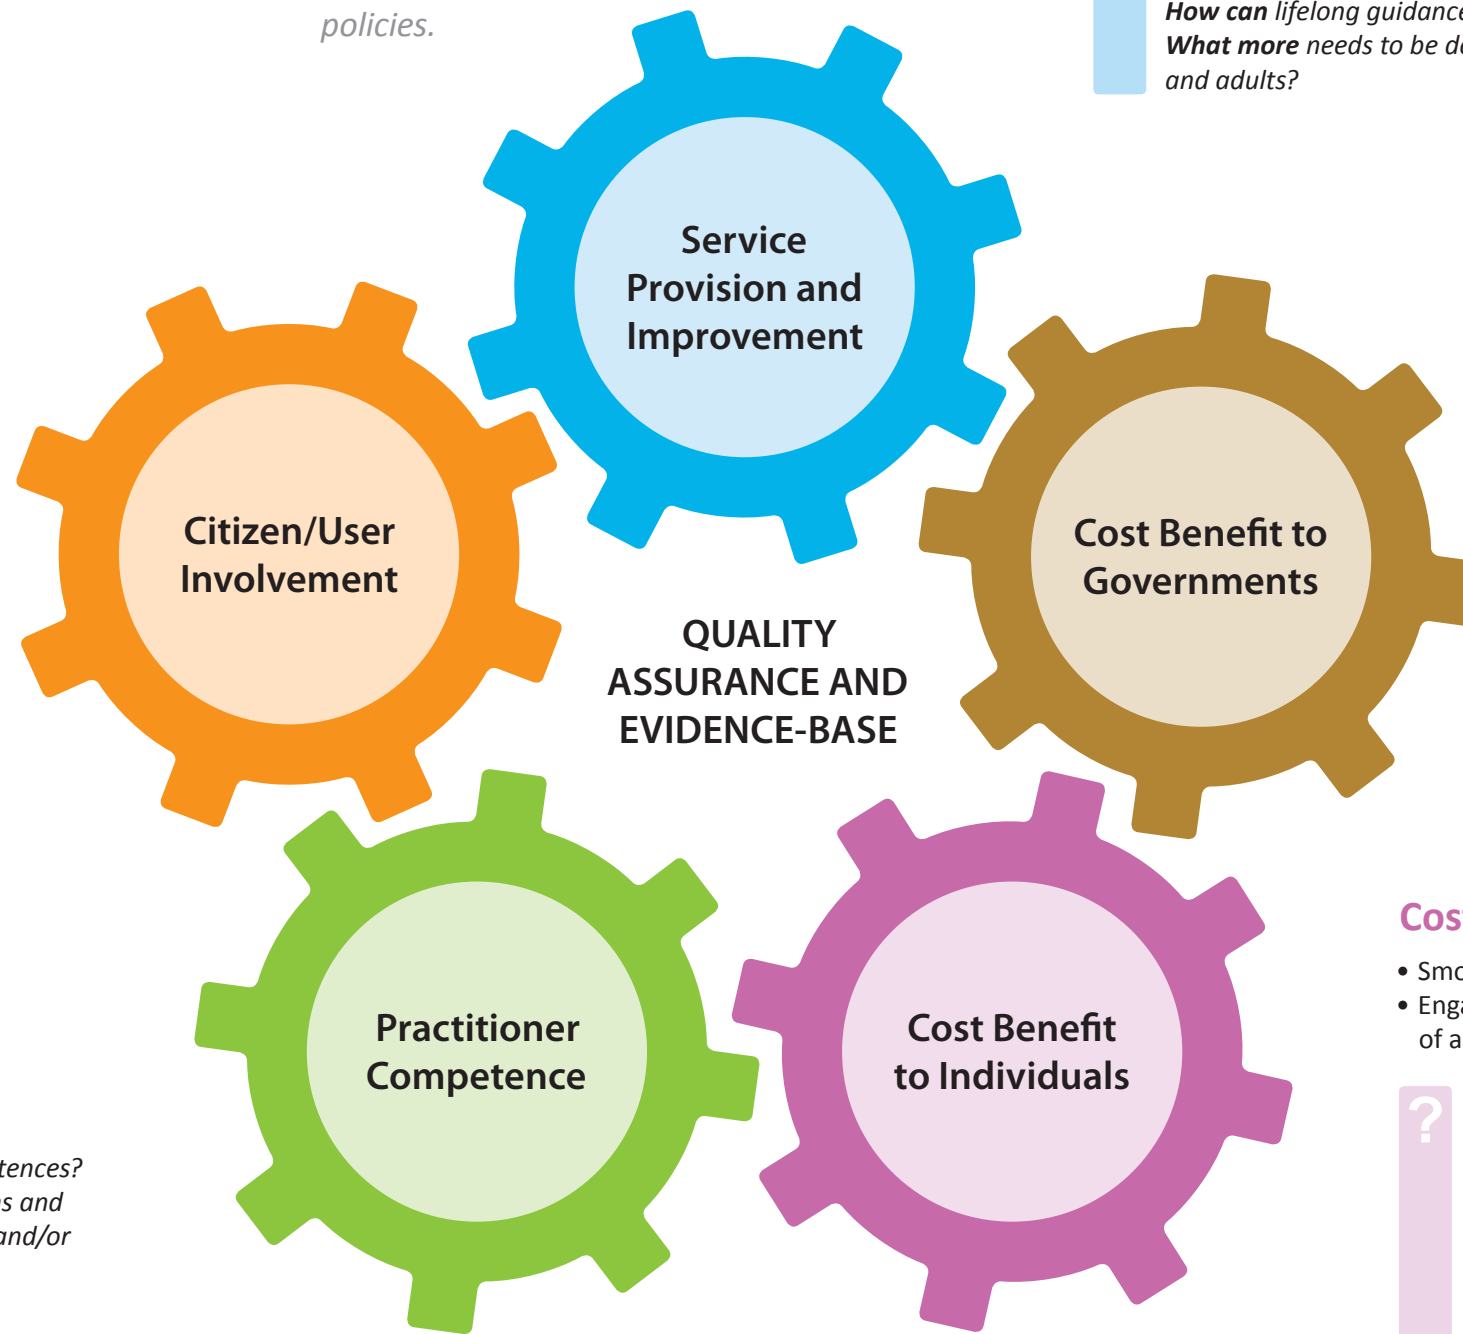 policies.
How can lifelong guidance
What more needs to be
and adults?
Service
Provision and
Improvement
Citizen/User
Involvement
Cost Benefit to
Governments
QUALITY
ASSURANCE AND
EVIDENCE-BASE
Practitioner
Competence
Cost Benefit
to Individuals
• 
• 
of
?
and
and/or